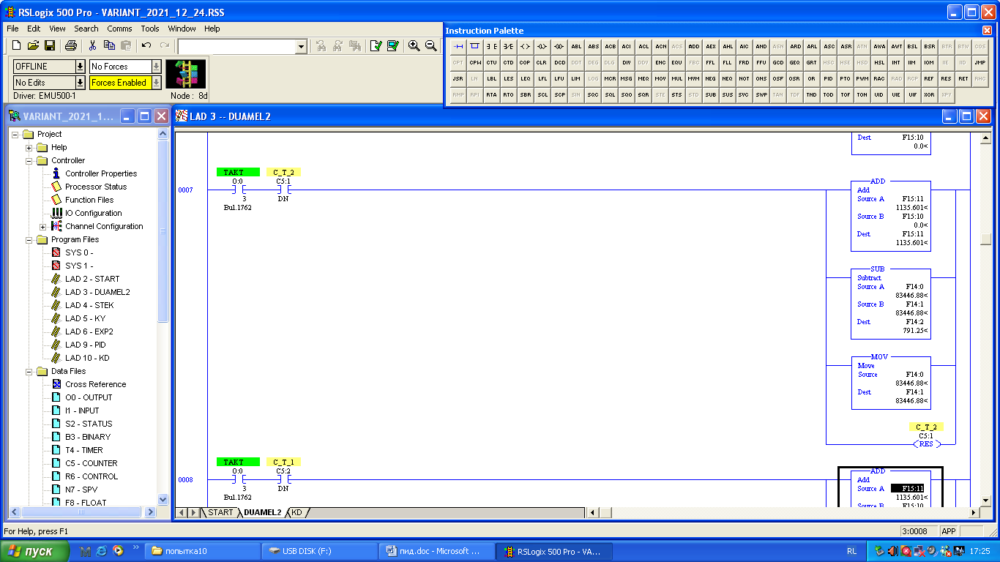 RSLogix 500 Pro - VARIANT_2021_12_24.RSS
File Edit View Search Comms Tools Window Help
Instruction Palette
ABL ABS ACB ACI ACL ACN ACS ADD AEX AHL AIC AND ASN ARD ARL ASC ASR ATN AWA AWT BSL BSR BTR BTW COS
CPT CPW CTU CTD COP CLR DCD DDT DEG DLG DIV DDV ENC EQU FBC FFL FLL FRD FFU GCD GEQ GRT HSC HSE HSD HSL INT IIM IOM IIE IID JMP
JSR LN LBL LES LEQ LFL LFU LIM LOG MCR MSG MEQ MOV MUL MVM NEG NEQ NOT ONS OSF OSR OR PID PTO PWM RAC RAD RCP REF RES RET RHC
RMP RPI RTA RTO SBR SCL SCP SIN SQC SQL SQO SQR STE STS STD SUB SUS SVC SWP TAN TDF TND TOD TOF TON UID UIE UIF XOR XPY
OFFLINE No Forces
No Edits Forces Enabled
Driver: EMU500-1 Node : 8d
VARIANT_2021_1...
Project
Help
Controller
Controller Properties
Processor Status
Function Files
IO Configuration
Channel Configuration
Program Files
SYS 0 -
SYS 1 -
LAD 2 - START
LAD 3 - DUAMEL2
LAD 4 - STEK
LAD 5 - KY
LAD 6 - EXP2
LAD 9 - PID
LAD 10 - KD
Data Files
Cross Reference
O0 - OUTPUT
I1 - INPUT
S2 - STATUS
B3 - BINARY
T4 - TIMER
C5 - COUNTER
R6 - CONTROL
N7 - SPV
F8 - FLOAT
LAD 3 -- DUAMEL2
Dest F15:10
0.0<
0007
TAKT
O:0
3
Bul.1762
C_T_2
C5:1
DN
ADD
Add
Source A F15:11
1135.601<
Source B F15:10
0.0<
Dest F15:11
1135.601<
SUB
Subtract
Source A F14:0
83446.88<
Source B F14:1
83446.88<
Dest F14:2
791.25<
MOV
Move
Source F14:0
83446.88<
Dest F14:1
83446.88<
C_T_2
C5:1
RES
0008
TAKT
O:0
3
Bul.1762
C_T_1
C5:2
DN
ADD
Add
Source A F15:11
1135.601<
Source B F15:10
START DUAMEL2 KD
For Help, press F1
3:0008 APP
пуск
попытка10
USB DISK (F:)
пид.doc - Microsoft ...
RSLogix 500 Pro - VA...
RL
17:25